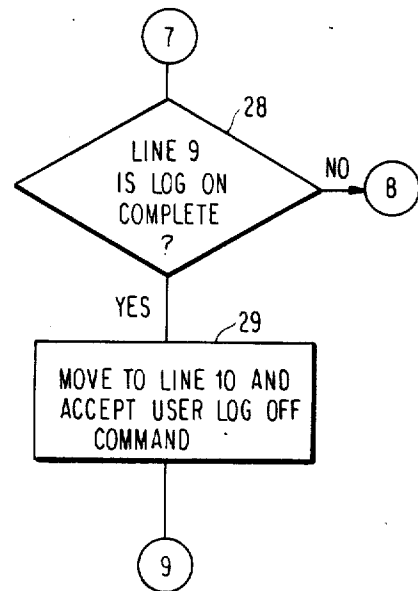 7
28
LINE 9
IS LOG ON
COMPLETE
?
NO
8
YES
29
MOVE TO LINE 10 AND
ACCEPT USER LOG OFF
COMMAND
9